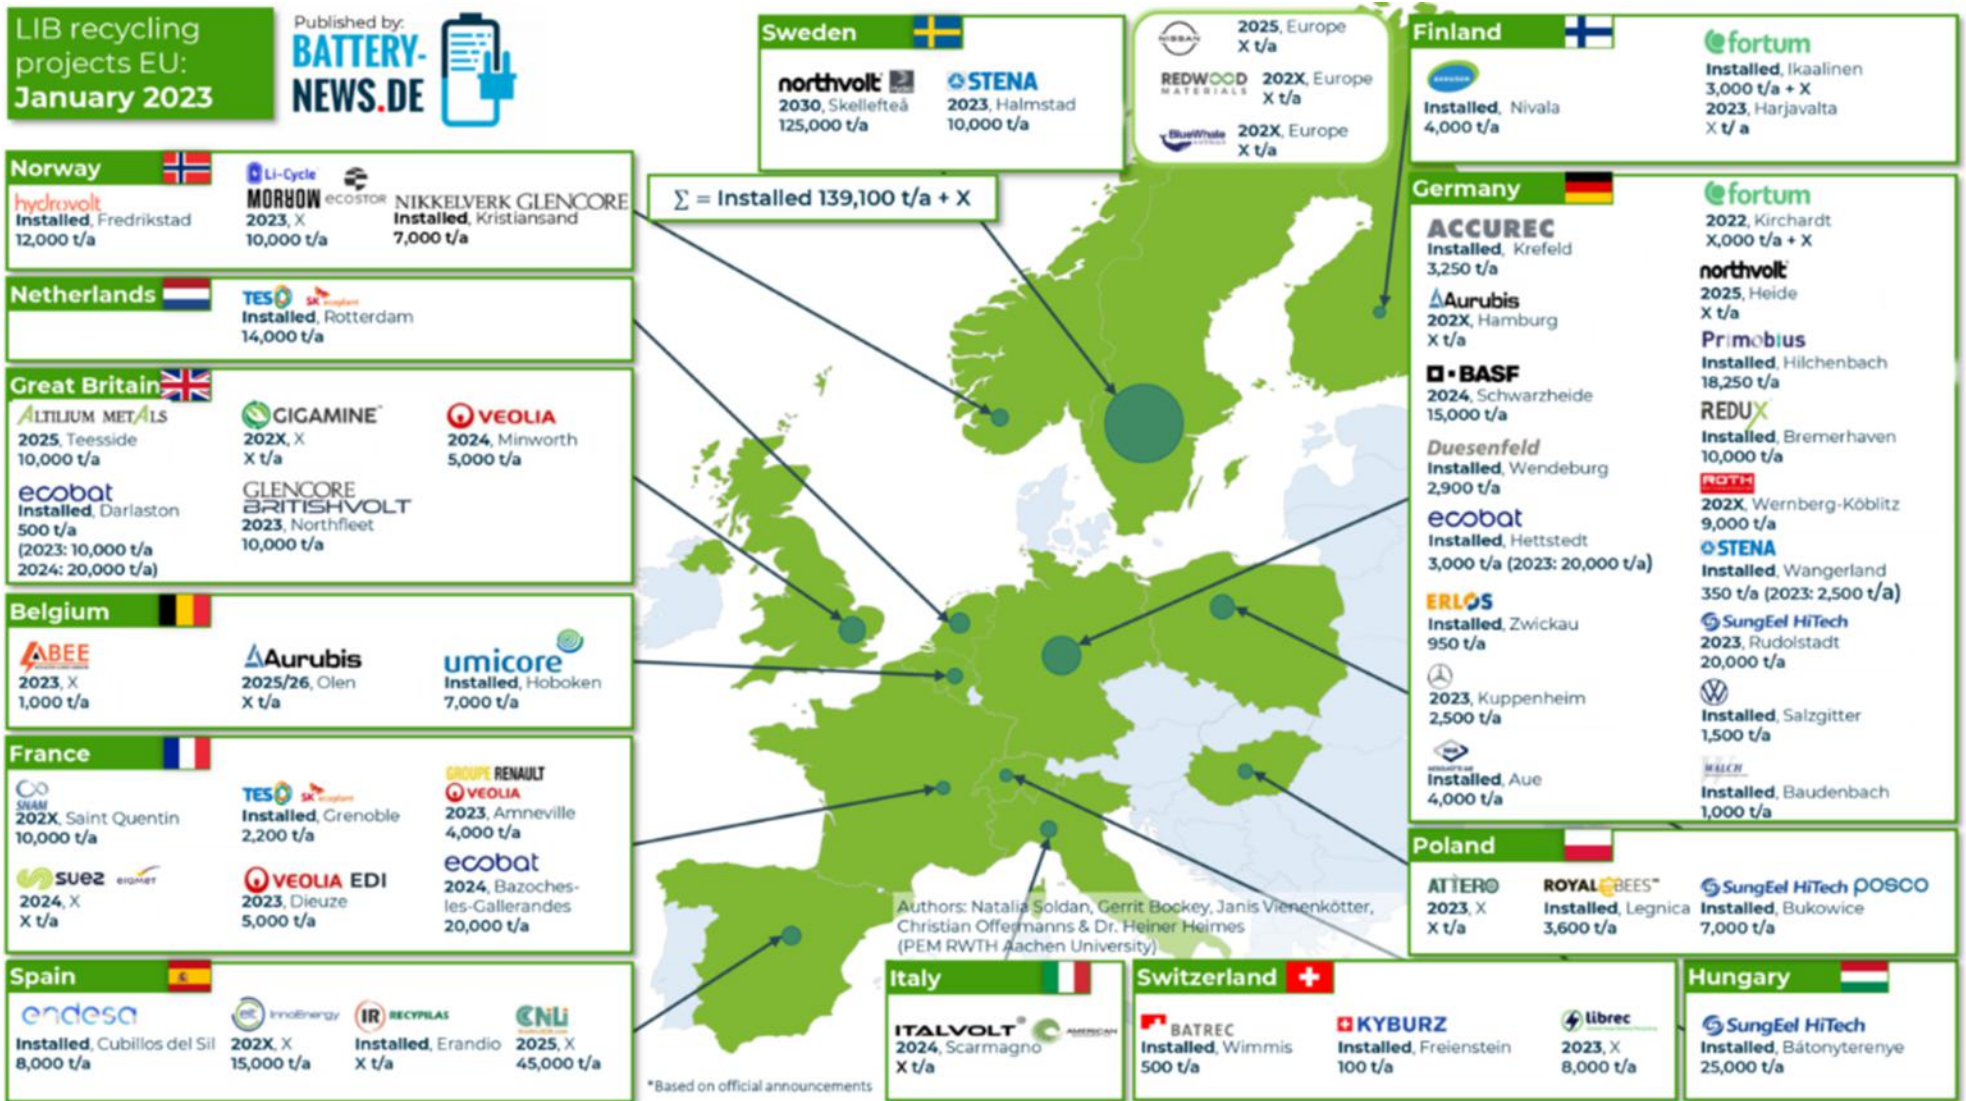 LIB recycling
projects EU:
January 2023
Published by:
BATTERY-
NEWS.DE
Sweden
northvolt
2030, Skellefteå
125,000 t/a
STENA
2023, Halmstad
10,000 t/a
NISSAN
2025, Europe
X t/a
REDWOOD
MATERIALS
202X, Europe
X t/a
BlueWhale
202X, Europe
X t/a
Finland
Installed, Nivala
4,000 t/a
fortum
Installed, Ikaalinen
3,000 t/a + X
2023, Harjavalta
X t/ a
Norway
hydrovolt
Installed, Fredrikstad
12,000 t/a
Li-Cycle
MORROW ECOSTOR
2023, X
10,000 t/a
NIKKELVERK GLENCORE
Installed, Kristiansand
7,000 t/a
∑ = Installed 139,100 t/a + X
Netherlands
TES SK ecoplant
Installed, Rotterdam
14,000 t/a
Great Britain
ALTILIUM METALS
2025, Teesside
10,000 t/a
GIGAMINE
202X, X
X t/a
VEOLIA
2024, Minworth
5,000 t/a
ecobat
Installed, Darlaston
500 t/a
(2023: 10,000 t/a
2024: 20,000 t/a)
GLENCORE
BRITISHVOLT
2023, Northfleet
10,000 t/a
Belgium
ABEE
2023, X
1,000 t/a
Aurubis
2025/26, Olen
X t/a
umicore
Installed, Hoboken
7,000 t/a
France
SNAM
202X, Saint Quentin
10,000 t/a
TES SK ecoplant
Installed, Grenoble
2,200 t/a
GROUPE RENAULT
VEOLIA
2023, Amneville
4,000 t/a
suez eramet
2024, X
X t/a
VEOLIA EDI
2023, Dieuze
5,000 t/a
ecobat
2024, Bazoches-
les-Gallerandes
20,000 t/a
Spain
endesa
Installed, Cubillos del Sil
8,000 t/a
eit InnoEnergy
202X, X
15,000 t/a
IR RECYPILAS
Installed, Erandio
X t/a
CNLi
2025, X
45,000 t/a
Germany
ACCUREC
Installed, Krefeld
3,250 t/a
Aurubis
202X, Hamburg
X t/a
BASF
2024, Schwarzheide
15,000 t/a
Duesenfeld
Installed, Wendeburg
2,900 t/a
ecobat
Installed, Hettstedt
3,000 t/a (2023: 20,000 t/a)
ERLOS
Installed, Zwickau
950 t/a
2023, Kuppenheim
2,500 t/a
Installed, Aue
4,000 t/a
fortum
2022, Kirchardt
X,000 t/a + X
northvolt
2025, Heide
X t/a
Primobius
Installed, Hilchenbach
18,250 t/a
REDUX
Installed, Bremerhaven
10,000 t/a
ROTH
202X, Wernberg-Köblitz
9,000 t/a
STENA
Installed, Wangerland
350 t/a (2023: 2,500 t/a)
SungEel HiTech
2023, Rudolstadt
20,000 t/a
Installed, Salzgitter
1,500 t/a
WALCH
Installed, Baudenbach
1,000 t/a
Poland
ATTERO
2023, X
X t/a
ROYAL BEES™
Installed, Legnica
3,600 t/a
SungEel HiTech posco
Installed, Bukowice
7,000 t/a
Authors: Natalia Soldan, Gerrit Bockey, Janis Vienenkötter,
Christian Offermanns & Dr. Heiner Heimes
(PEM RWTH Aachen University)
Italy
ITALVOLT AMERICAN
2024, Scarmagno
X t/a
Switzerland
BATREC
Installed, Wimmis
500 t/a
KYBURZ
Installed, Freienstein
100 t/a
librec
2023, X
8,000 t/a
Hungary
SungEel HiTech
Installed, Bátonyterenye
25,000 t/a
*Based on official announcements